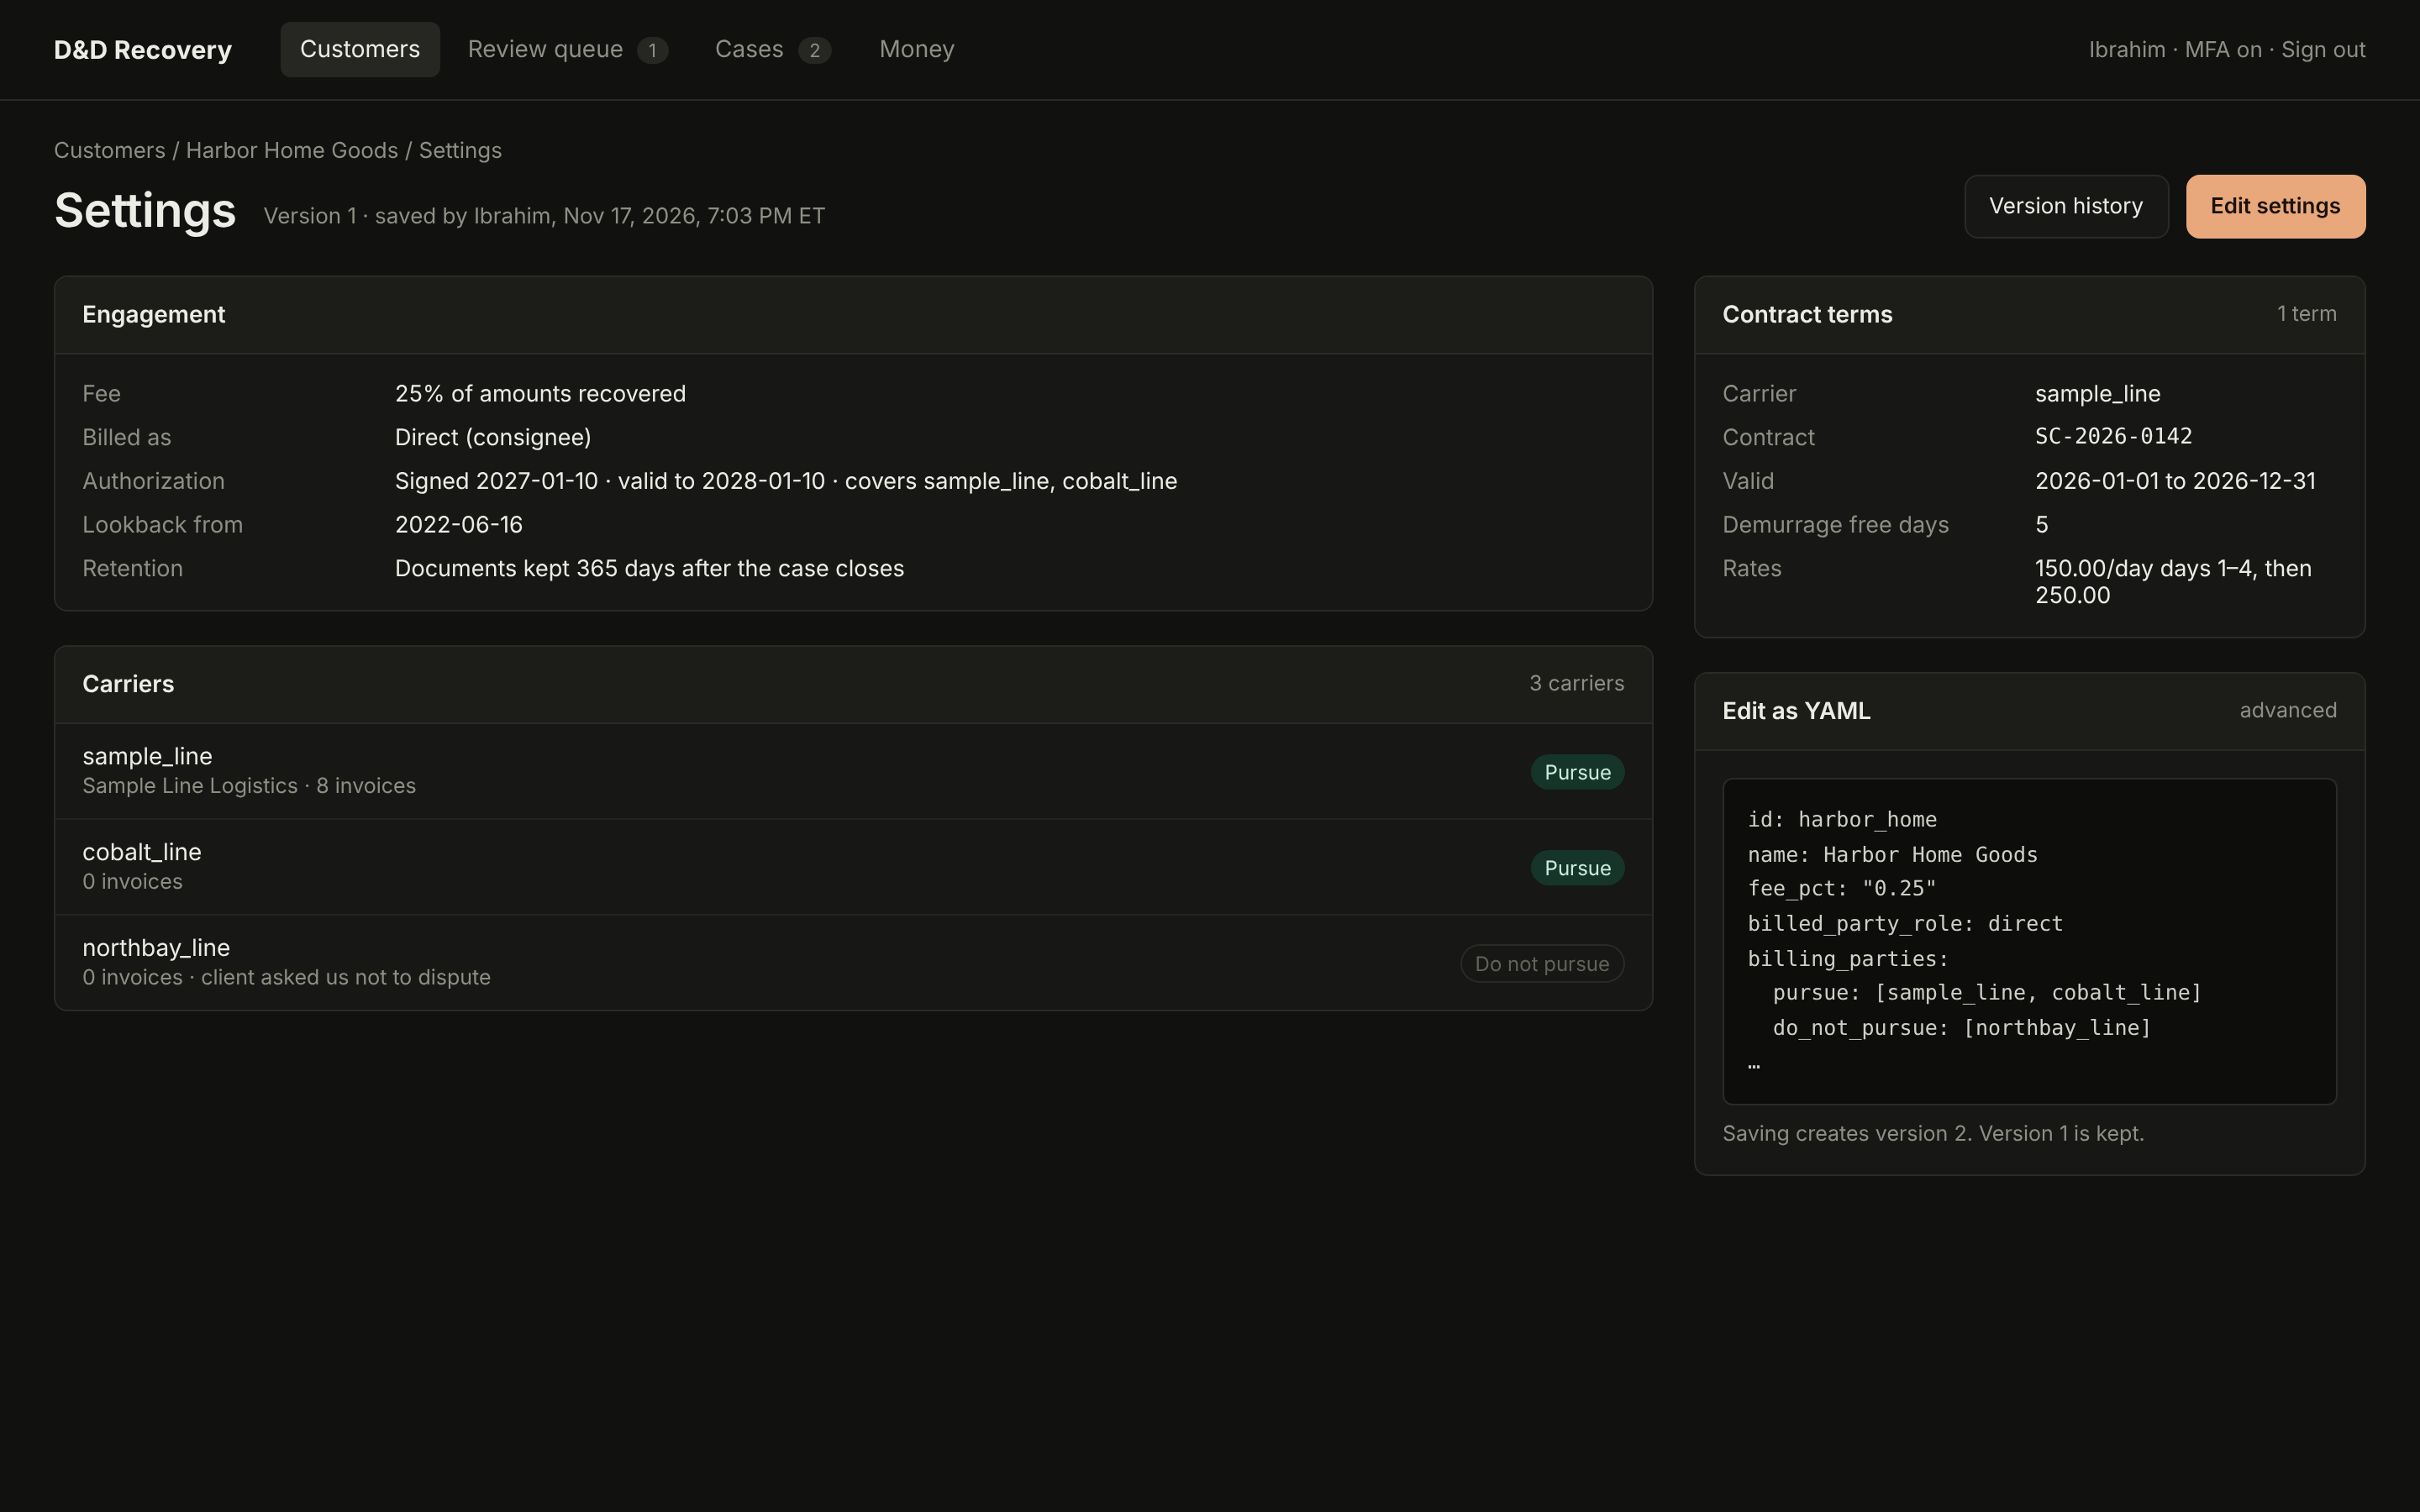 D&D Recovery
Customers
Review queue 1
Cases 2
Money
Ibrahim · MFA on · Sign out
Customers / Harbor Home Goods / Settings
Settings
Version 1 · saved by Ibrahim, Nov 17, 2026, 7:03 PM ET
Version history
Edit settings
Engagement
Fee 25% of amounts recovered
Billed as Direct (consignee)
Authorization Signed 2027-01-10 · valid to 2028-01-10 · covers sample_line, cobalt_line
Lookback from 2022-06-16
Retention Documents kept 365 days after the case closes
Carriers 3 carriers
sample_line
Sample Line Logistics · 8 invoices
Pursue
cobalt_line
0 invoices
Pursue
northbay_line
0 invoices · client asked us not to dispute
Do not pursue
Contract terms 1 term
Carrier sample_line
Contract SC-2026-0142
Valid 2026-01-01 to 2026-12-31
Demurrage free days 5
Rates 150.00/day days 1–4, then
250.00
Edit as YAML advanced
id: harbor_home
name: Harbor Home Goods
fee_pct: "0.25"
billed_party_role: direct
billing_parties:
  pursue: [sample_line, cobalt_line]
  do_not_pursue: [northbay_line]
…
Saving creates version 2. Version 1 is kept.